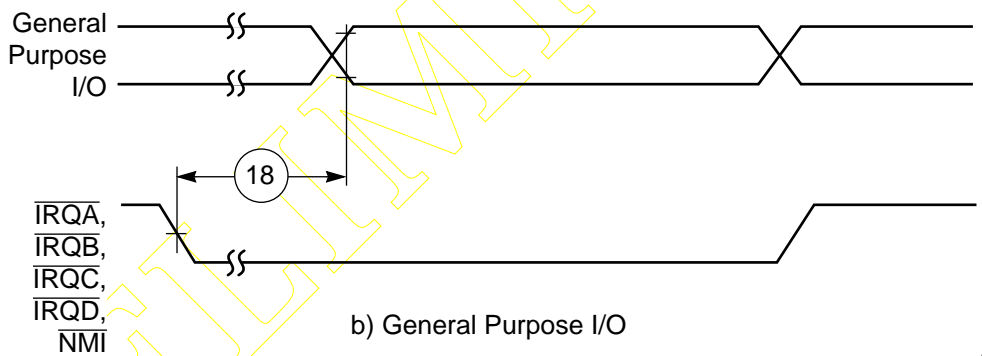 General
Purpose
I/O
18
IRQA,
IRQB,
IRQC,
IRQD,
NMI
b) General Purpose I/O